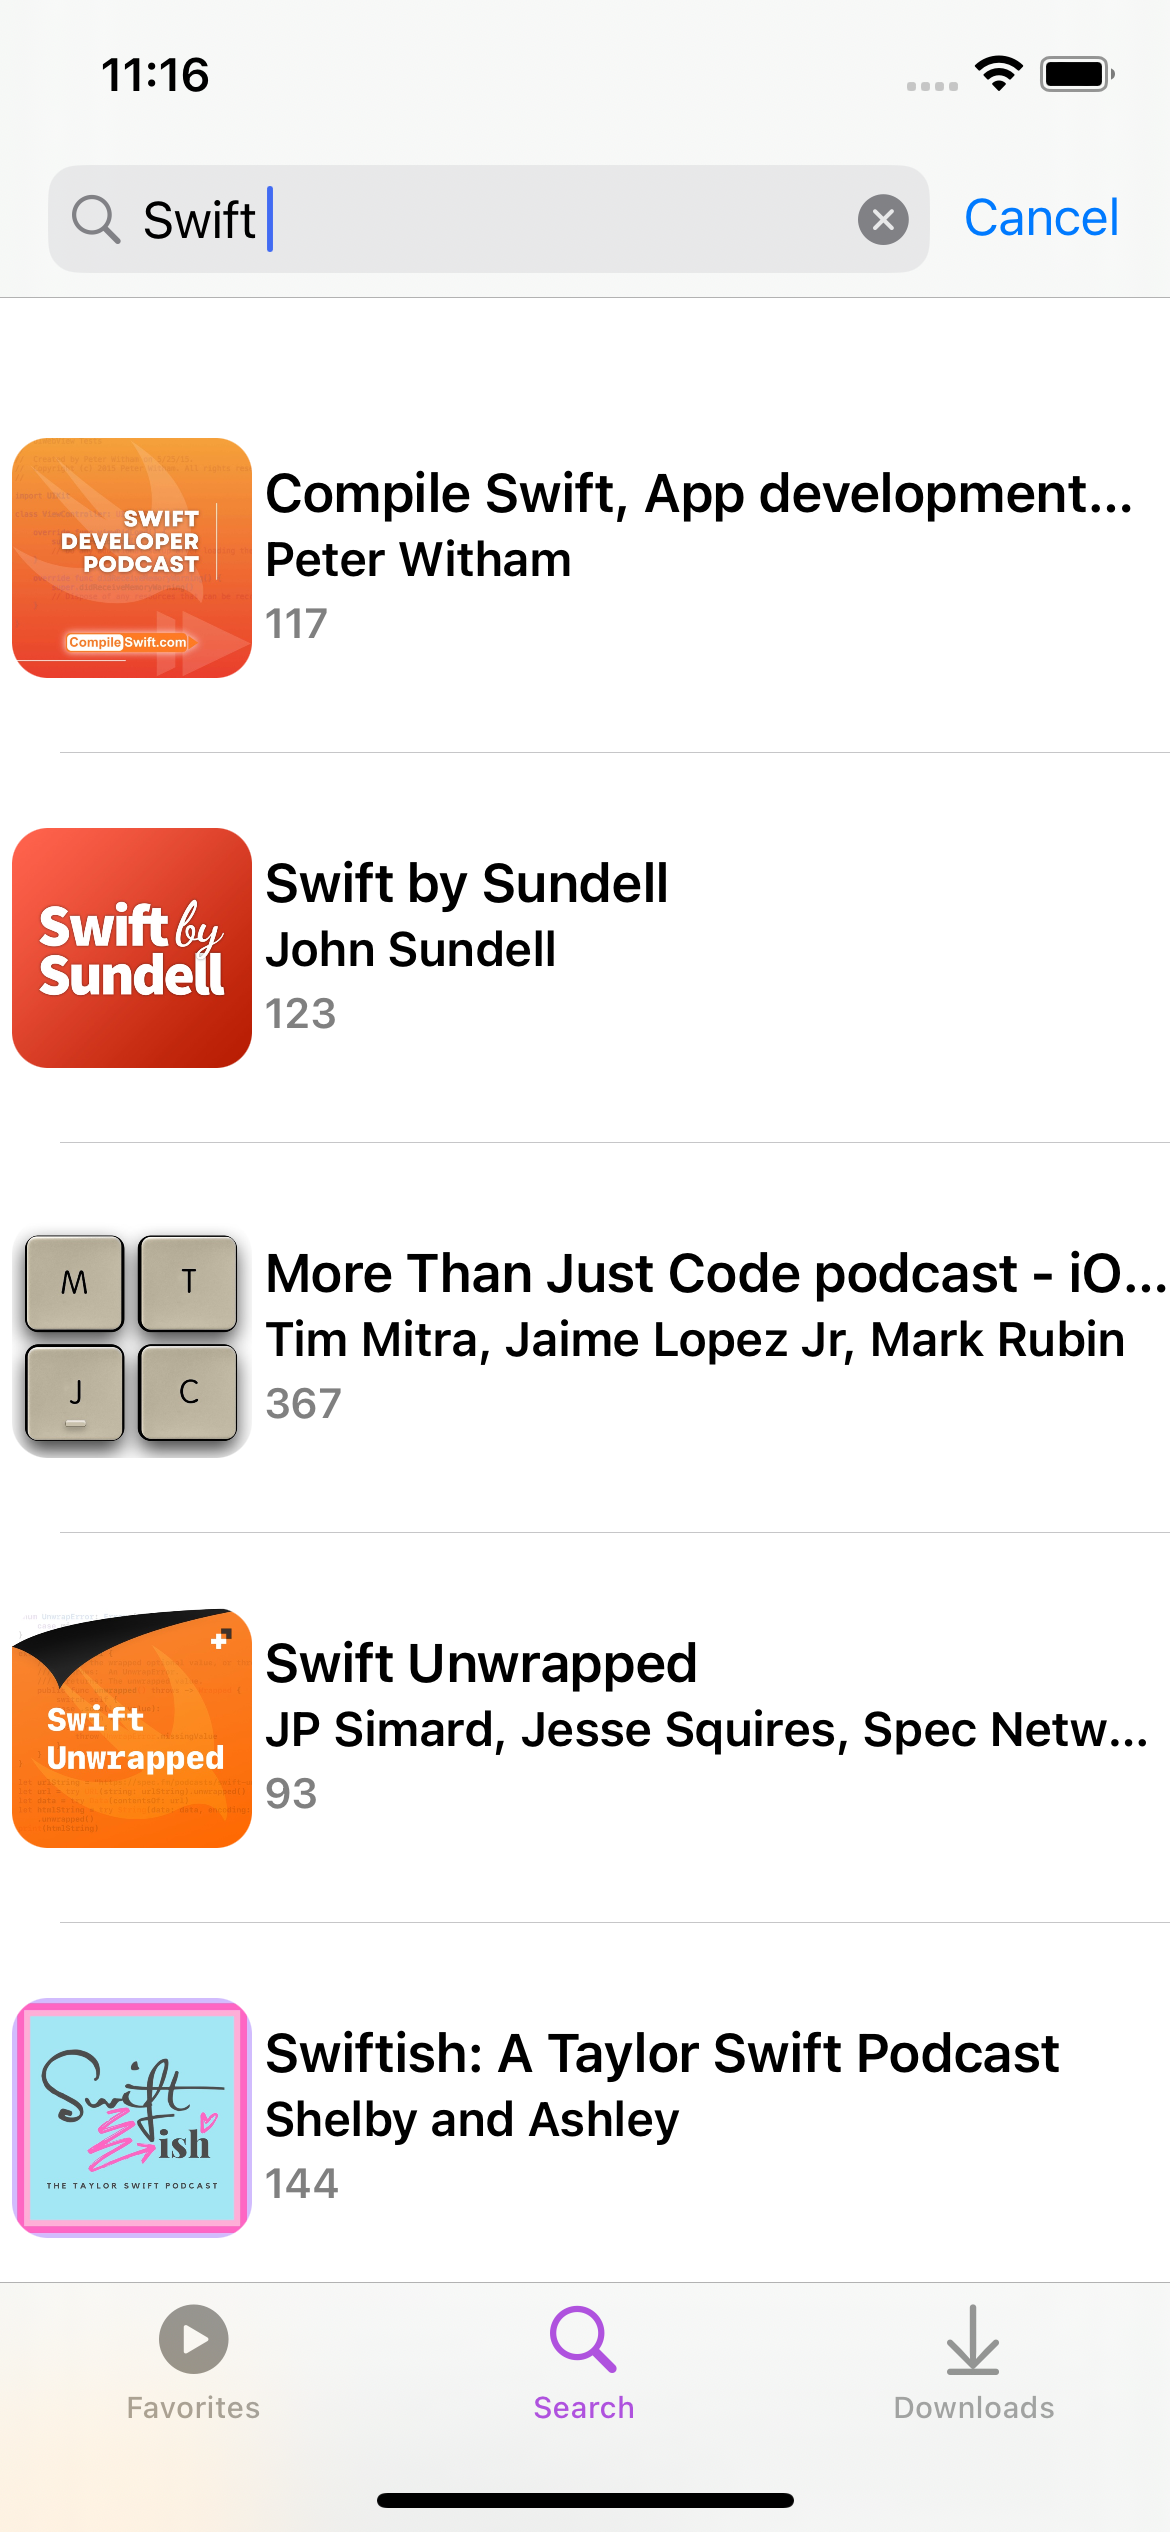 11:16
Swift
Cancel
SWIFT
DEVELOPER
PODCAST
CompileSwift.com
Compile Swift, App development...
Peter Witham
117
Swift by
Sundell
Swift by Sundell
John Sundell
123
M T
J C
More Than Just Code podcast - iO...
Tim Mitra, Jaime Lopez Jr, Mark Rubin
367
Swift
Unwrapped
Swift Unwrapped
JP Simard, Jesse Squires, Spec Netw...
93
Swift
ish
THE TAYLOR SWIFT PODCAST
Swiftish: A Taylor Swift Podcast
Shelby and Ashley
144
Favorites
Search
Downloads